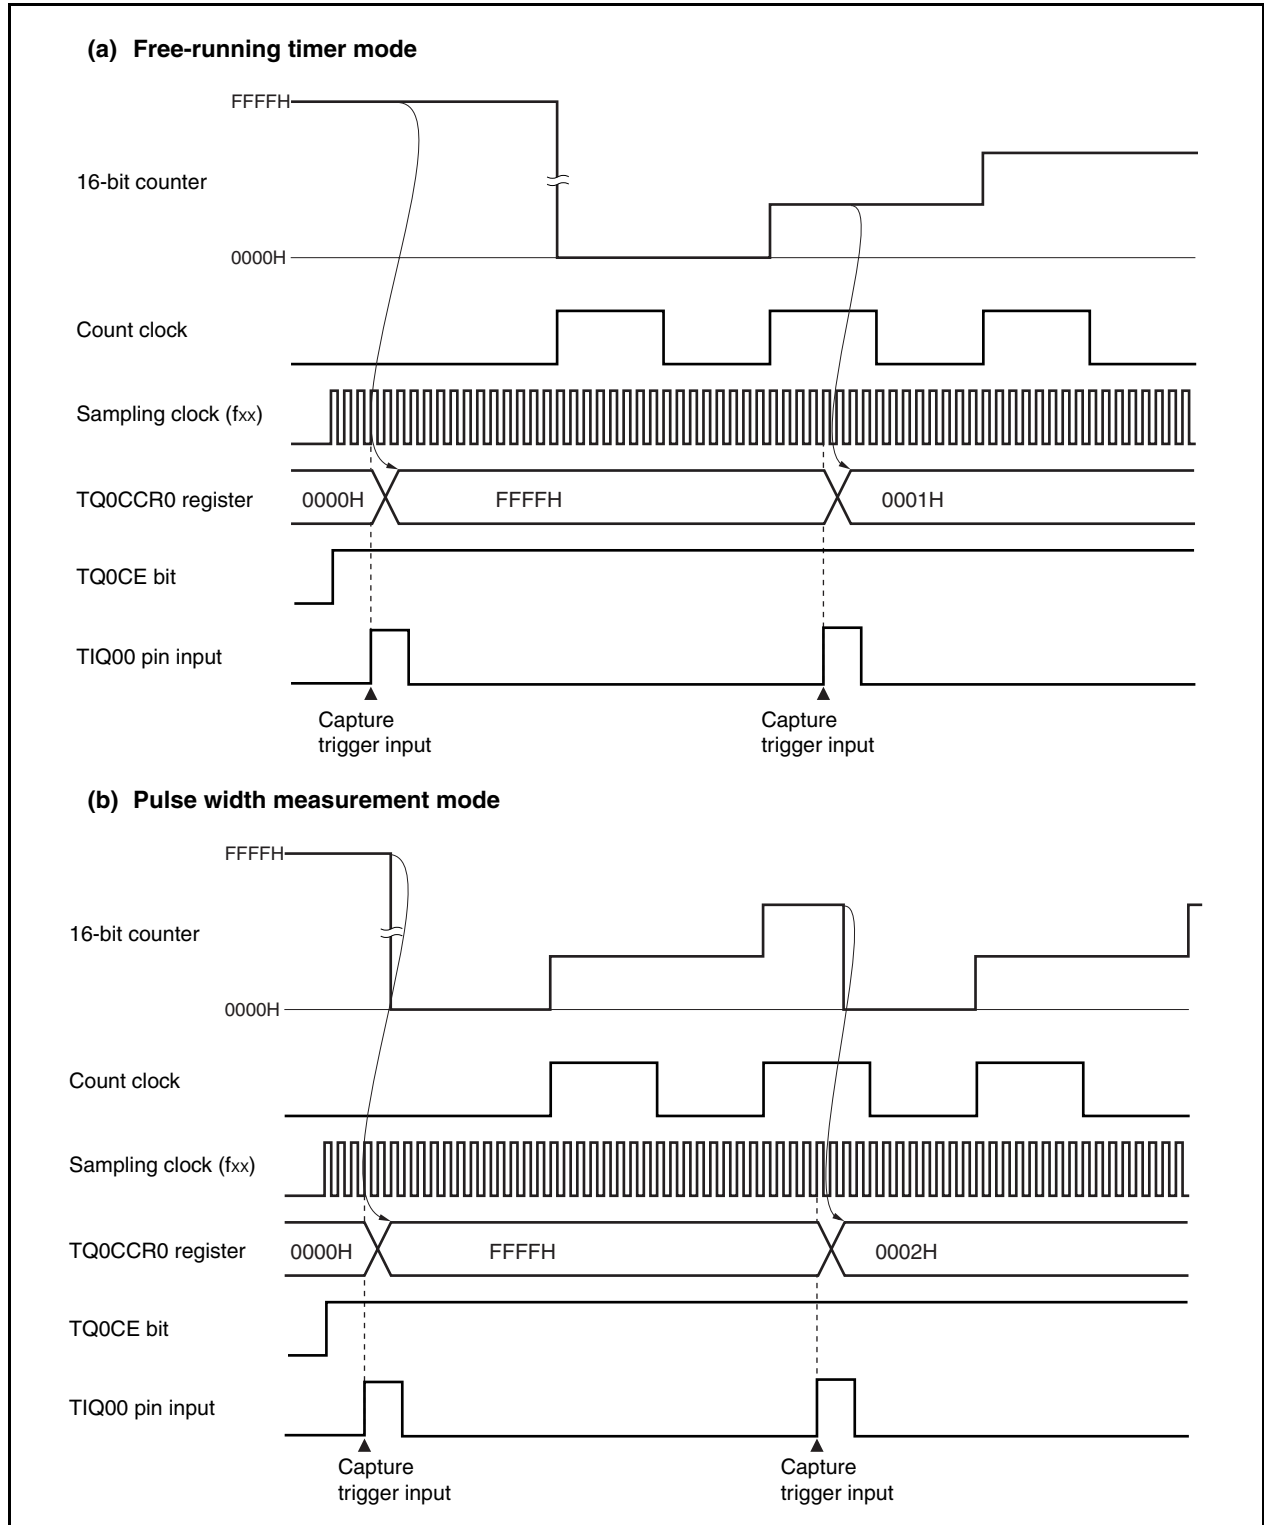 (a) Free-running timer mode
FFFFH
16-bit counter
0000H
Count clock
Sampling clock (fxx)
TQ0CCR0 register
0000H
FFFFH
0001H
TQ0CE bit
TIQ00 pin input
Capture
trigger input
Capture
trigger input
(b) Pulse width measurement mode
FFFFH
16-bit counter
0000H
Count clock
Sampling clock (fxx)
TQ0CCR0 register
0000H
FFFFH
0002H
TQ0CE bit
TIQ00 pin input
Capture
trigger input
Capture
trigger input